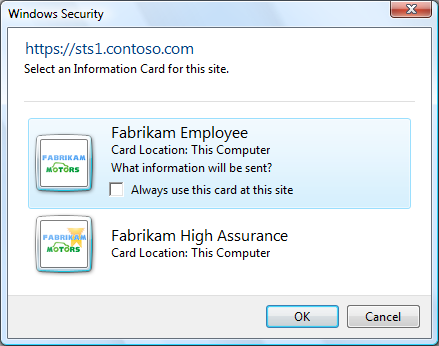 Windows Security
https://sts1.contoso.com
Select an Information Card for this site.
FABRIKAM
MOTORS
Fabrikam Employee
Card Location: This Computer
What information will be sent?
Always use this card at this site
FABRIKAM
MOTORS
Fabrikam High Assurance
Card Location: This Computer
OK
Cancel